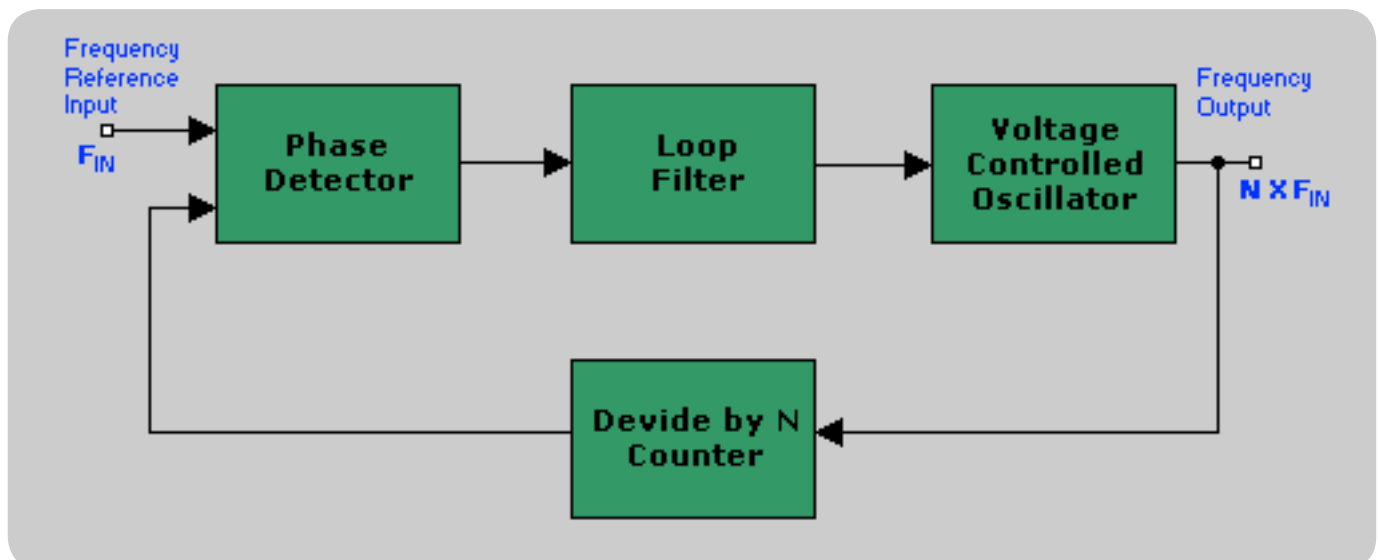 Frequency
Reference
Input
FIN
Phase
Detector
Loop
Filter
Voltage
Controlled
Oscillator
Frequency
Output
N X FIN
Devide by N
Counter